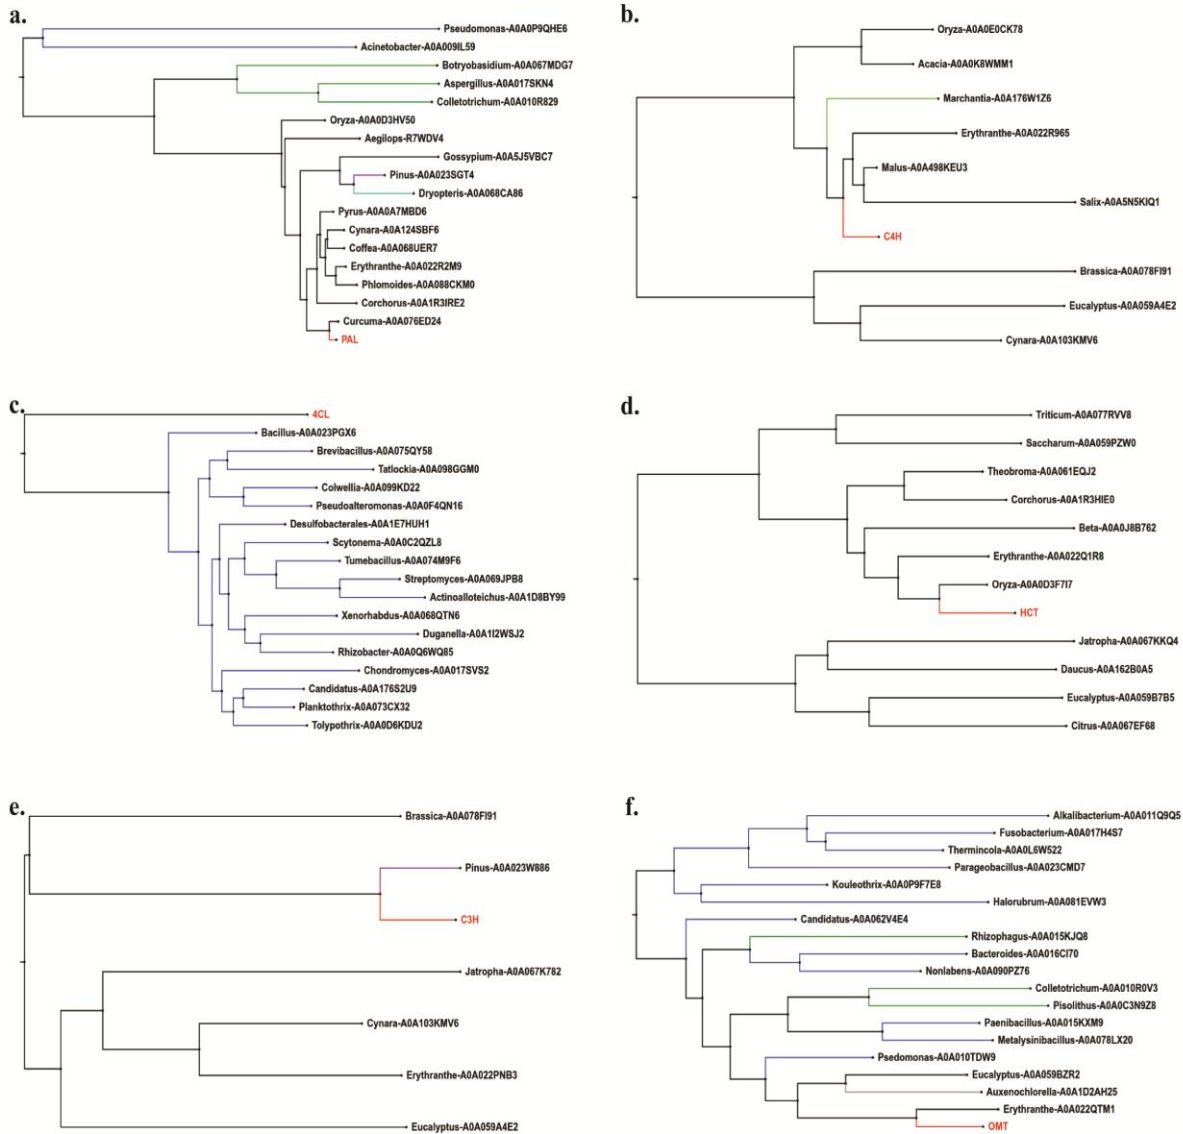 a.
Pseudomonas-A0A0P9QHE6
Acinetobacter-A0A009IL59
Botryobasidium-A0A067MDG7
Aspergillus-A0A017SKN4
Colletotrichum-A0A010R829
Oryza-A0A0D3HV50
Aegilops-R7WDV4
Gossypium-A0A5J5VBC7
Pinus-A0A023SGT4
Dryopteris-A0A068CA86
Pyrus-A0A0A7MBD6
Cynara-A0A124SBF6
Coffea-A0A068UER7
Erythranthe-A0A022R2M9
Phlomoides-A0A088CKM0
Corchorus-A0A1R3IRE2
Curcuma-A0A076ED24
PAL
b.
Oryza-A0A0E0CK78
Acacia-A0A0K8WMM1
Marchantia-A0A176W1Z6
Erythranthe-A0A022R965
Malus-A0A498KEU3
Salix-A0A5N5KIQ1
C4H
Brassica-A0A078FI91
Eucalyptus-A0A059A4E2
Cynara-A0A103KMV6
c.
4CL
Bacillus-A0A023PGX6
Brevibacillus-A0A075QY58
Tatlockia-A0A098GGM0
Colwellia-A0A099KD22
Pseudoalteromonas-A0A0F4QN16
Desulfobacterales-A0A1E7HUH1
Scytonema-A0A0C2QZL8
Tumebacillus-A0A074M9F6
Streptomyces-A0A069JPB8
Actinoalloteichus-A0A1D8BY99
Xenorhabdus-A0A068QTN6
Duganella-A0A1I2WSJ2
Rhizobacter-A0A0Q6WQ85
Chondromyces-A0A017SVS2
Candidatus-A0A176S2U9
Planktothrix-A0A073CX32
Tolypothrix-A0A0D6KDU2
d.
Triticum-A0A077RVV8
Saccharum-A0A059PZW0
Theobroma-A0A061EQJ2
Corchorus-A0A1R3HIE0
Beta-A0A0J8B762
Erythranthe-A0A022Q1R8
Oryza-A0A0D3F7I7
HCT
Jatropha-A0A067KKQ4
Daucus-A0A162B0A5
Eucalyptus-A0A059B7B5
Citrus-A0A067EF68
e.
Brassica-A0A078FI91
Pinus-A0A023W886
C3H
Jatropha-A0A067K782
Cynara-A0A103KMV6
Erythranthe-A0A022PNB3
Eucalyptus-A0A059A4E2
f.
Alkalibacterium-A0A011Q9Q5
Fusobacterium-A0A017H4S7
Thermincola-A0A0L6W522
Parageobacillus-A0A023CMD7
Kouleothrix-A0A0P9F7E8
Halorubrum-A0A081EVW3
Candidatus-A0A062V4E4
Rhizophagus-A0A015KJQ8
Bacteroides-A0A016CI70
Nonlabens-A0A090PZ76
Colletotrichum-A0A010R0V3
Pisolithus-A0A0C3N9Z8
Paenibacillus-A0A015KXM9
Metalysinibacillus-A0A078LX20
Psedomonas-A0A010TDW9
Eucalyptus-A0A059BZR2
Auxenochlorella-A0A1D2AH25
Erythranthe-A0A022QTM1
OMT